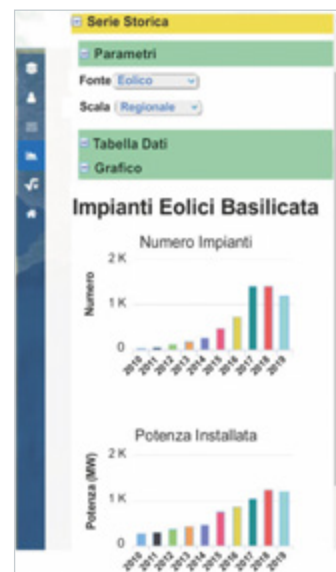 Serie Storica
Parametri
Fonte Eolico
Scala Regionale
Tabella Dati
Grafico
Impianti Eolici Basilicata
Numero Impianti
2 K
Numero
1 K
0
2010 2011 2012 2013 2014 2015 2016 2017 2018 2019
Potenza Installata
2 K
Potenza (MW)
1 K
0
2010 2011 2012 2013 2014 2015 2016 2017 2018 2019